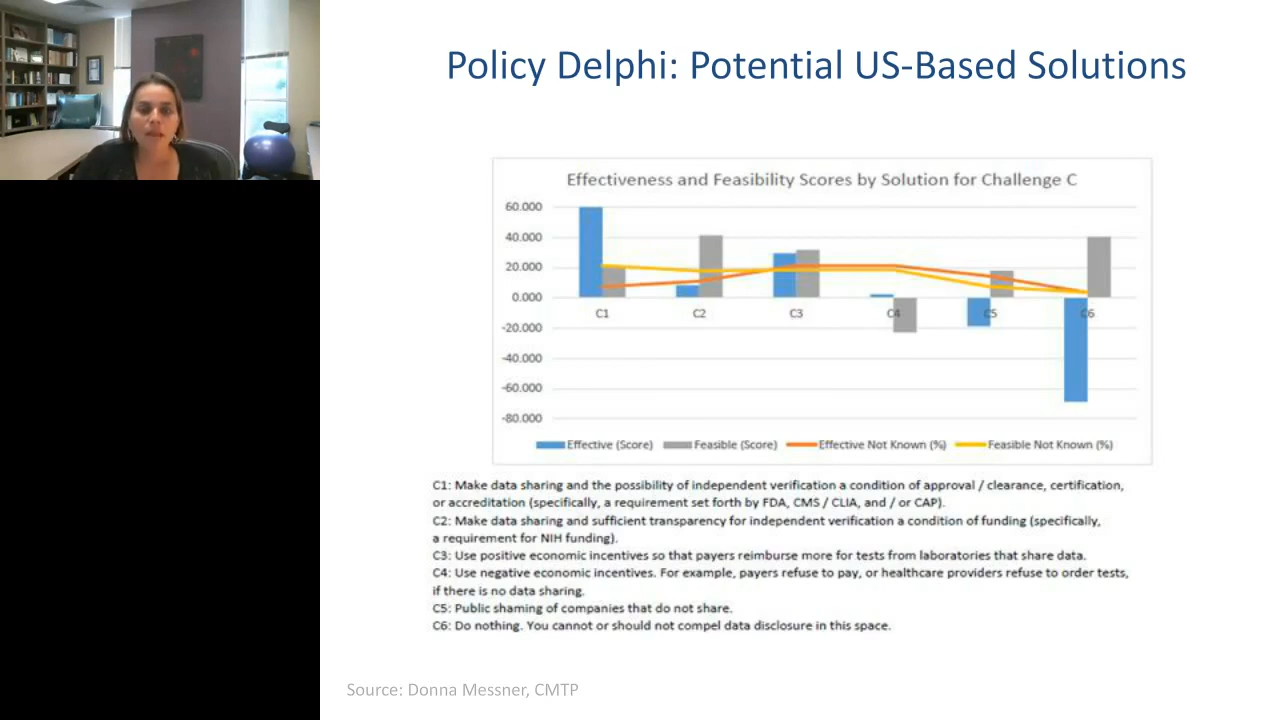 Policy Delphi: Potential US-Based Solutions
Effectiveness and Feasibility Scores by Solution for Challenge C
60.000
40.000
20.000
0.000
C1 C2 C3 C4 C5 C6
-20.000
-40.000
-60.000
-80.000
Effective (Score) Feasible (Score) Effective Not Known (%) Feasible Not Known (%)
C1: Make data sharing and the possibility of independent verification a condition of approval / clearance, certification,
or accreditation (specifically, a requirement set forth by FDA, CMS / CLIA, and / or CAP).
C2: Make data sharing and sufficient transparency for independent verification a condition of funding (specifically,
a requirement for NIH funding).
C3: Use positive economic incentives so that payers reimburse more for tests from laboratories that share data.
C4: Use negative economic incentives. For example, payers refuse to pay, or healthcare providers refuse to order tests,
if there is no data sharing.
C5: Public shaming of companies that do not share.
C6: Do nothing. You cannot or should not compel data disclosure in this space.
Source: Donna Messner, CMTP